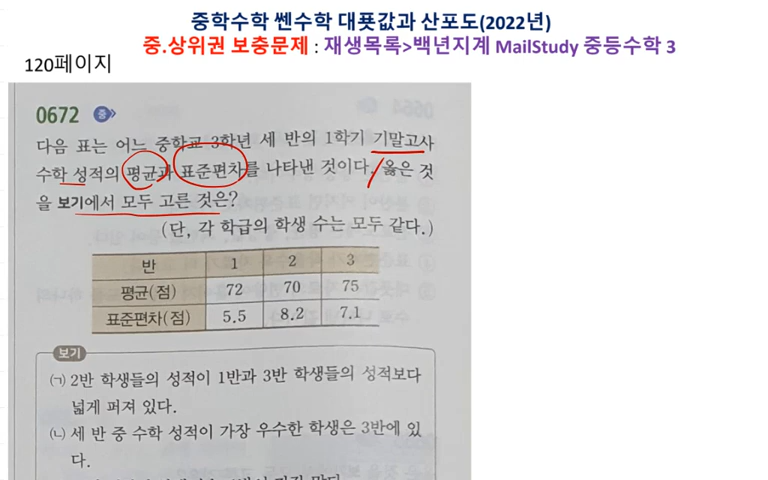 중학수학 쎈수학 대푯값과 산포도(2022년)
중.상위권 보충문제 : 재생목록>백년지계 MailStudy 중등수학 3
120페이지
0672 중
다음 표는 어느 중학교 3학년 세 반의 1학기 기말고사
수학 성적의 평균과 표준편차를 나타낸 것이다. 옳은 것
을 보기에서 모두 고른 것은?
(단, 각 학급의 학생 수는 모두 같다.)
반 1 2 3
평균(점) 72 70 75
표준편차(점) 5.5 8.2 7.1
보기
㈀ 2반 학생들의 성적이 1반과 3반 학생들의 성적보다
넓게 퍼져 있다.
㈁ 세 반 중 수학 성적이 가장 우수한 학생은 3반에 있
다.